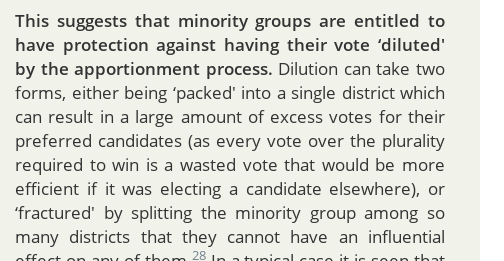 This suggests that minority groups are entitled to
have protection against having their vote ‘diluted'
by the apportionment process. Dilution can take two
forms, either being ‘packed' into a single district which
can result in a large amount of excess votes for their
preferred candidates (as every vote over the plurality
required to win is a wasted vote that would be more
efficient if it was electing a candidate elsewhere), or
‘fractured' by splitting the minority group among so
many districts that they cannot have an influential
effect on any of them.28 In a typical case it is seen that